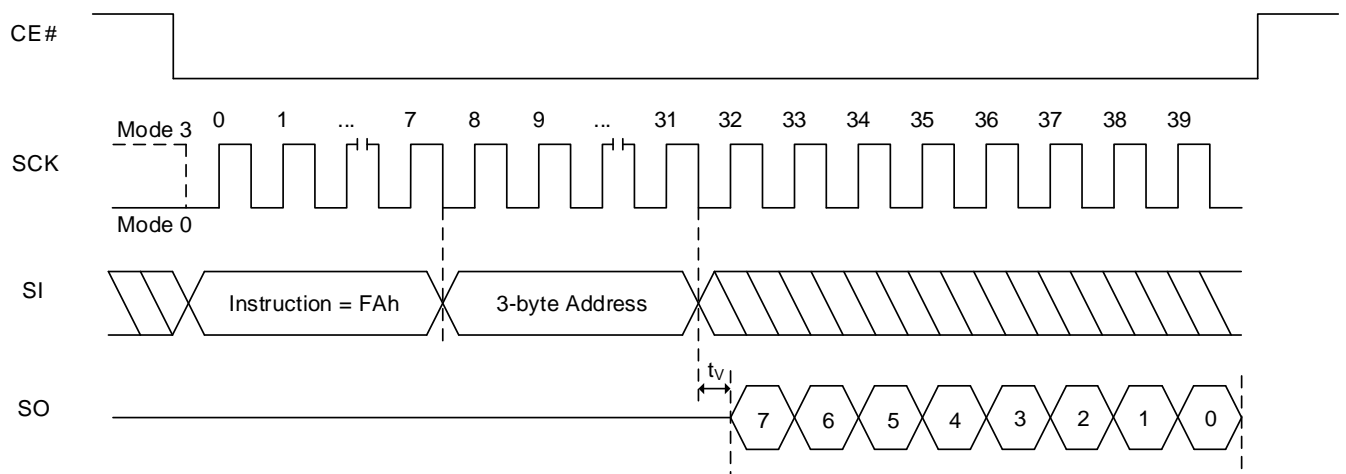 CE#
0 1 ... 7 8 9 ... 31 32 33 34 35 36 37 38 39
Mode 3
SCK
Mode 0
SI
Instruction = FAh
3-byte Address
tV
SO
7 6 5 4 3 2 1 0